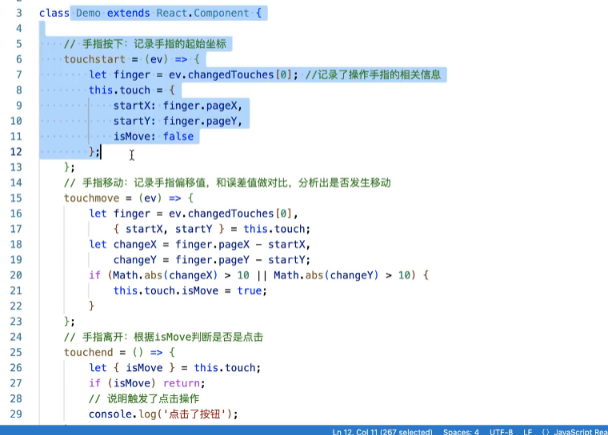 3 class Demo extends React.Component {
4
5 // 手指按下：记录手指的起始坐标
6 touchstart = (ev) => {
7 let finger = ev.changedTouches[0]; //记录了操作手指的相关信息
8 this.touch = {
9 startX: finger.pageX,
10 startY: finger.pageY,
11 isMove: false
12 };
13 };
14 // 手指移动：记录手指偏移值，和误差值做对比，分析出是否发生移动
15 touchmove = (ev) => {
16 let finger = ev.changedTouches[0],
17 { startX, startY } = this.touch;
18 let changeX = finger.pageX - startX,
19 changeY = finger.pageY - startY;
20 if (Math.abs(changeX) > 10 || Math.abs(changeY) > 10) {
21 this.touch.isMove = true;
22 }
23 };
24 // 手指离开：根据isMove判断是否是点击
25 touchend = () => {
26 let { isMove } = this.touch;
27 if (isMove) return;
28 // 说明触发了点击操作
29 console.log('点击了按钮');
Ln 12, Col 11 (267 selected) Spaces: 4 UTF-8 LF {} JavaScript Rea